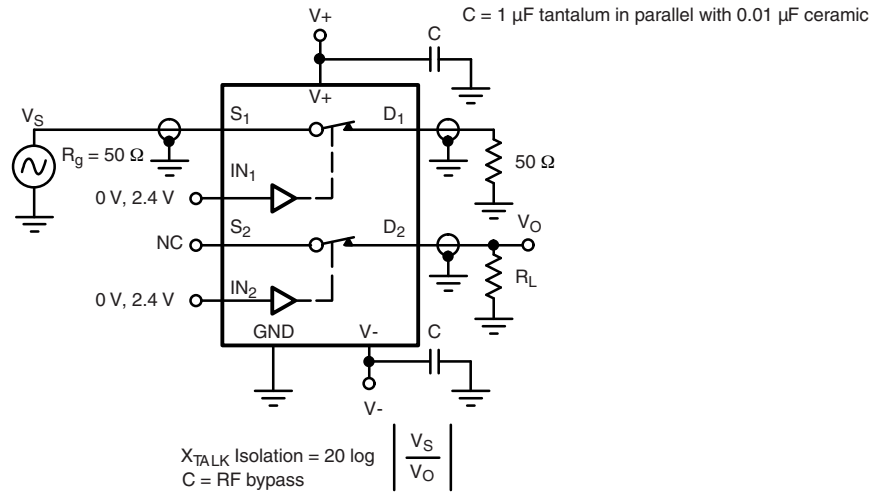 C = 1 µF tantalum in parallel with 0.01 µF ceramic
V+
C
V+
VS
S1
D1
Rg = 50 Ω
50 Ω
IN1
0 V, 2.4 V
S2
D2
VO
NC
RL
IN2
0 V, 2.4 V
GND
V-
C
V-
XTALK Isolation = 20 log | VS / VO |
C = RF bypass